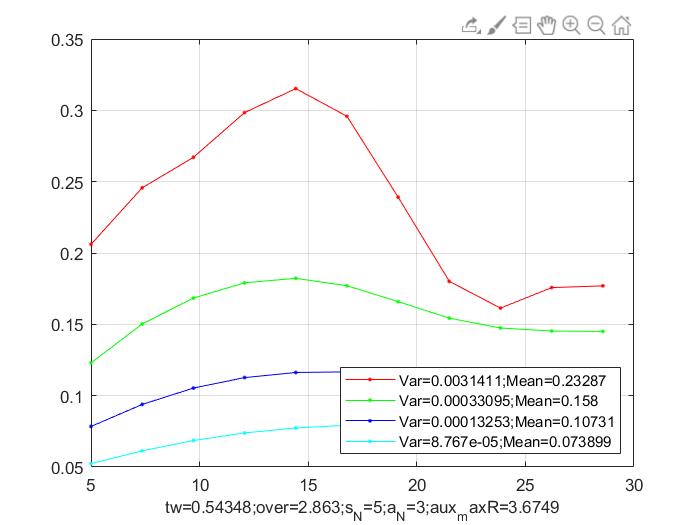 0.35
0.3
0.25
0.2
0.15
0.1
0.05
Var=0.0031411;Mean=0.23287
Var=0.00033095;Mean=0.158
Var=0.00013253;Mean=0.10731
Var=8.767e-05;Mean=0.073899
5 10 15 20 25 30
tw=0.54348;over=2.863;s_N=5;a_N=3;aux_maxR=3.6749